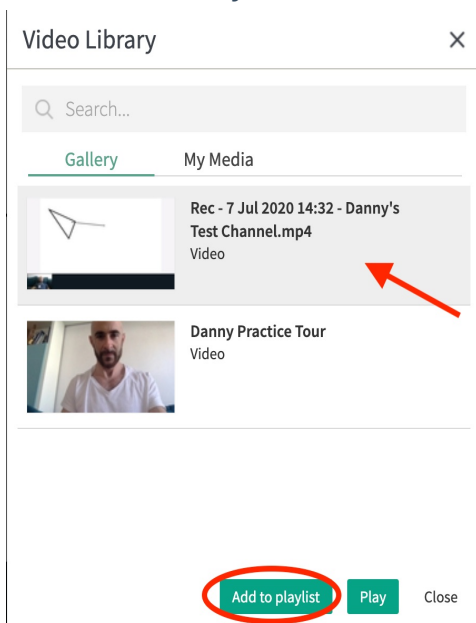 Video Library
Search...
Gallery My Media
Rec - 7 Jul 2020 14:32 - Danny's
Test Channel.mp4
Video
Danny Practice Tour
Video
Add to playlist Play Close